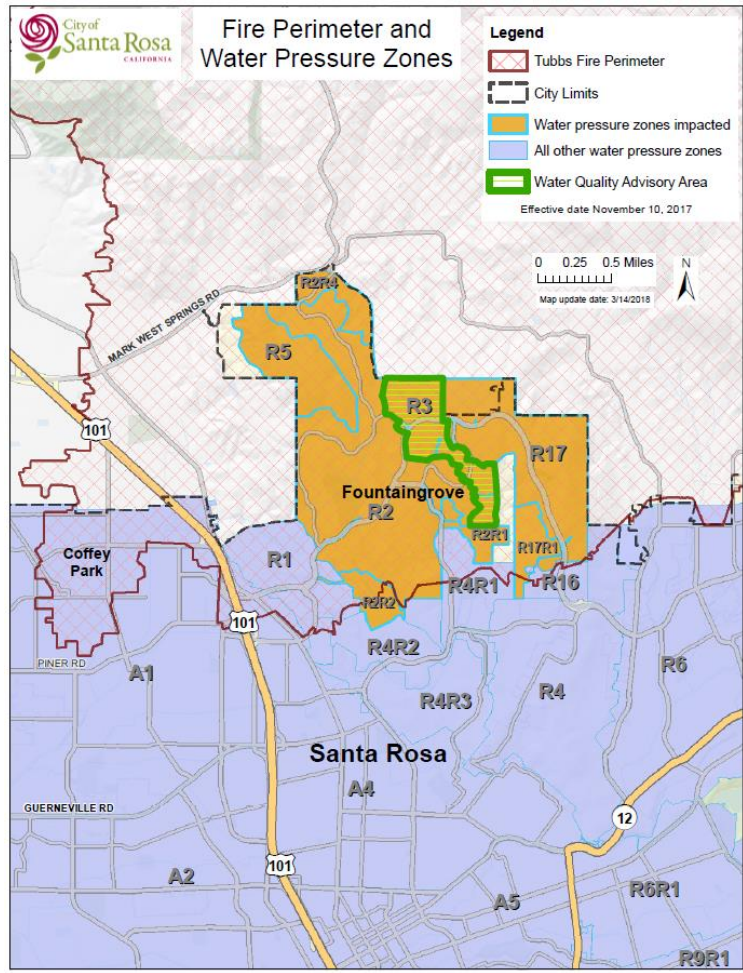 City of
Santa Rosa
CALIFORNIA
Fire Perimeter and
Water Pressure Zones
Legend
Tubbs Fire Perimeter
City Limits
Water pressure zones impacted
All other water pressure zones
Water Quality Advisory Area
Effective date November 10, 2017
0 0.25 0.5 Miles
N
Map update date: 3/14/2018
R2R4
MARK WEST SPRINGS RD
R5
R3
101
R17
Fountaingrove
R2
R2R1
R17R1
Coffey
Park
R1
R16
R4R1
R2R2
101
R4R2
PINER RD
A1
R6
R4
R4R3
Santa Rosa
A4
GUERNEVILLE RD
12
101
A2
R6R1
A5
R9R1